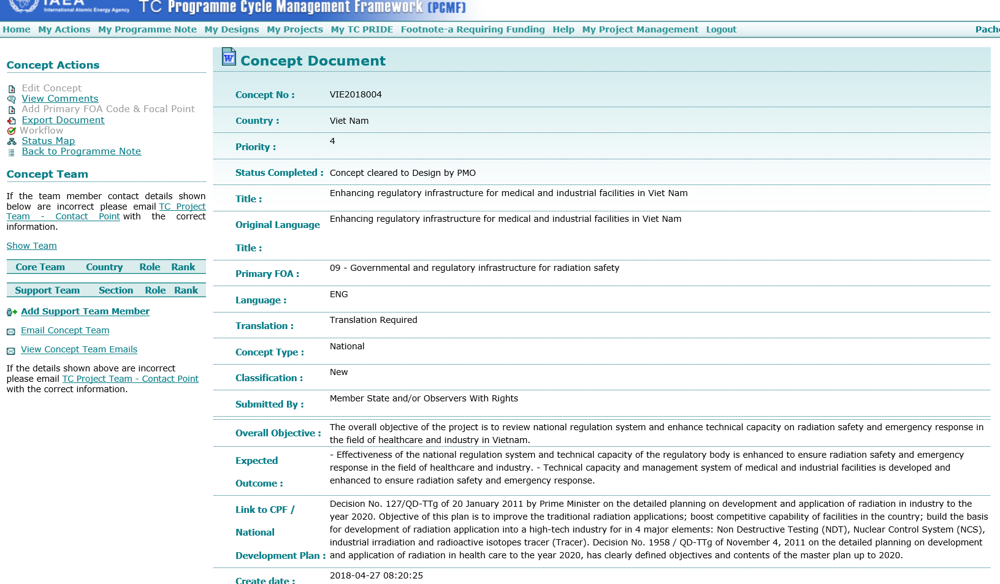 IAEA
International Atomic Energy Agency
TC Programme Cycle Management Framework (PCMF)
Home My Actions My Programme Note My Designs My Projects My TC PRIDE Footnote-a Requiring Funding Help My Project Management Logout
Concept Actions
Edit Concept
View Comments
Add Primary FOA Code & Focal Point
Export Document
Workflow
Status Map
Back to Programme Note
Concept Team
If the team member contact details shown
below are incorrect please email TC Project
Team - Contact Point with the correct
information.
Show Team
Core Team Country Role Rank
Support Team Section Role Rank
Add Support Team Member
Email Concept Team
View Concept Team Emails
If the details shown above are incorrect
please email TC Project Team - Contact Point
with the correct information.
Concept Document
Concept No : VIE2018004
Country : Viet Nam
Priority : 4
Status Completed : Concept cleared to Design by PMO
Title : Enhancing regulatory infrastructure for medical and industrial facilities in Viet Nam
Original Language Enhancing regulatory infrastructure for medical and industrial facilities in Viet Nam
Title :
Primary FOA : 09 - Governmental and regulatory infrastructure for radiation safety
Language : ENG
Translation : Translation Required
Concept Type : National
Classification : New
Submitted By : Member State and/or Observers With Rights
Overall Objective : The overall objective of the project is to review national regulation system and enhance technical capacity on radiation safety and emergency response in
the field of healthcare and industry in Vietnam.
Expected - Effectiveness of the national regulation system and technical capacity of the regulatory body is enhanced to ensure radiation safety and emergency
response in the field of healthcare and industry. - Technical capacity and management system of medical and industrial facilities is developed and
Outcome : enhanced to ensure radiation safety and emergency response.
Link to CPF / Decision No. 127/QD-TTg of 20 January 2011 by Prime Minister on the detailed planning on development and application of radiation in industry to the
year 2020. Objective of this plan is to improve the traditional radiation applications; boost competitive capability of facilities in the country; build the basis
National for development of radiation application into a high-tech industry for in 4 major elements: Non Destructive Testing (NDT), Nuclear Control System (NCS),
industrial irradiation and radioactive isotopes tracer (Tracer). Decision No. 1958 / QD-TTg of November 4, 2011 on the detailed planning on development
Development Plan : and application of radiation in health care to the year 2020, has clearly defined objectives and contents of the master plan up to 2020.
Create date : 2018-04-27 08:20:25